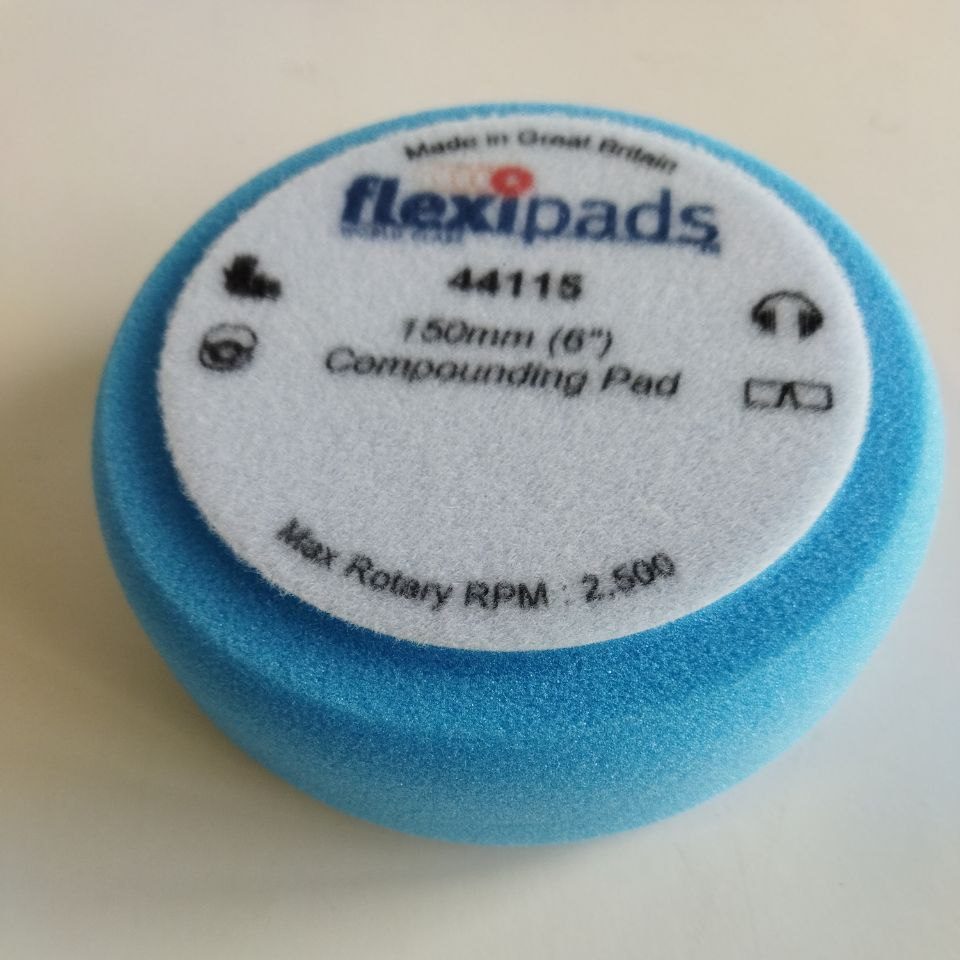 Made in Great Britain
flexipads
44115
150mm (6")
Compounding Pad
Max Rotary RPM : 2,500